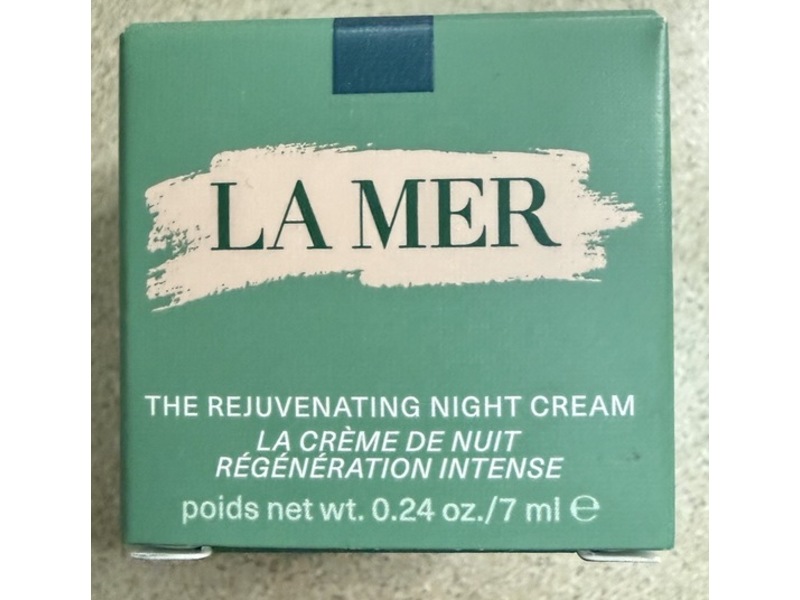 LA MER
THE REJUVENATING NIGHT CREAM
LA CRÈME DE NUIT
RÉGÉNÉRATION INTENSE
poids net wt. 0.24 oz./7 ml ℮